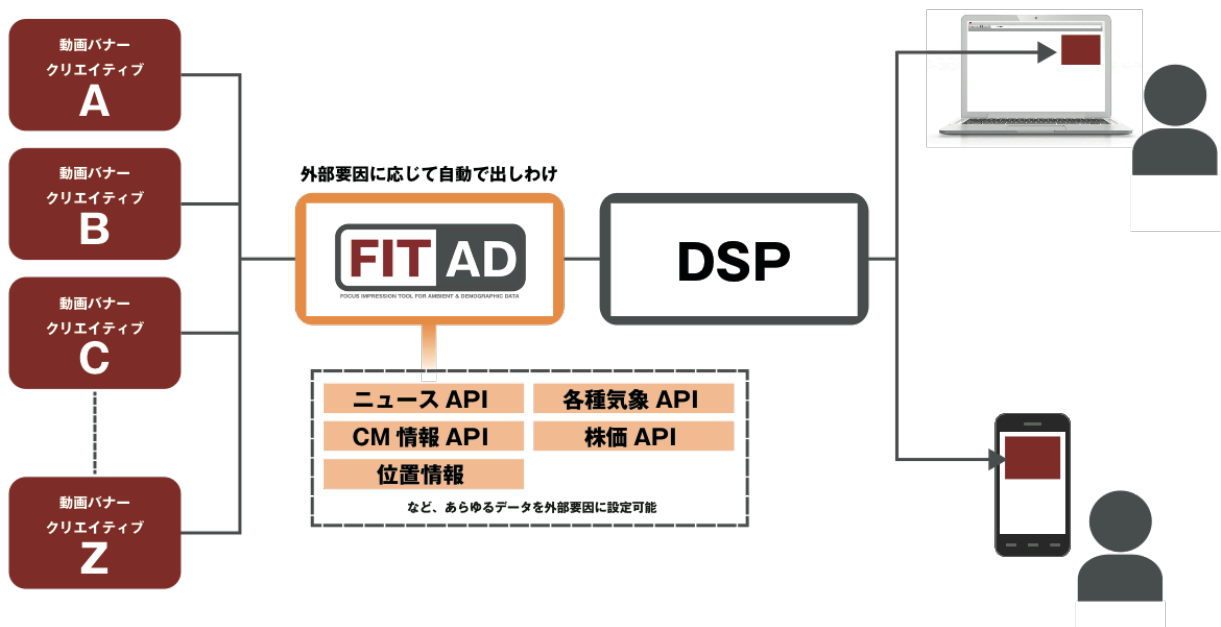 動画バナー
クリエイティブ
A
動画バナー
クリエイティブ
B
動画バナー
クリエイティブ
C
動画バナー
クリエイティブ
Z
外部要因に応じて自動で出しわけ
FIT AD
FOCUS IMPRESSION TOOL FOR AMBIENT & DEMOGRAPHIC DATA
DSP
ニュース API
各種気象 API
CM 情報 API
株価 API
位置情報
など、あらゆるデータを外部要因に設定可能